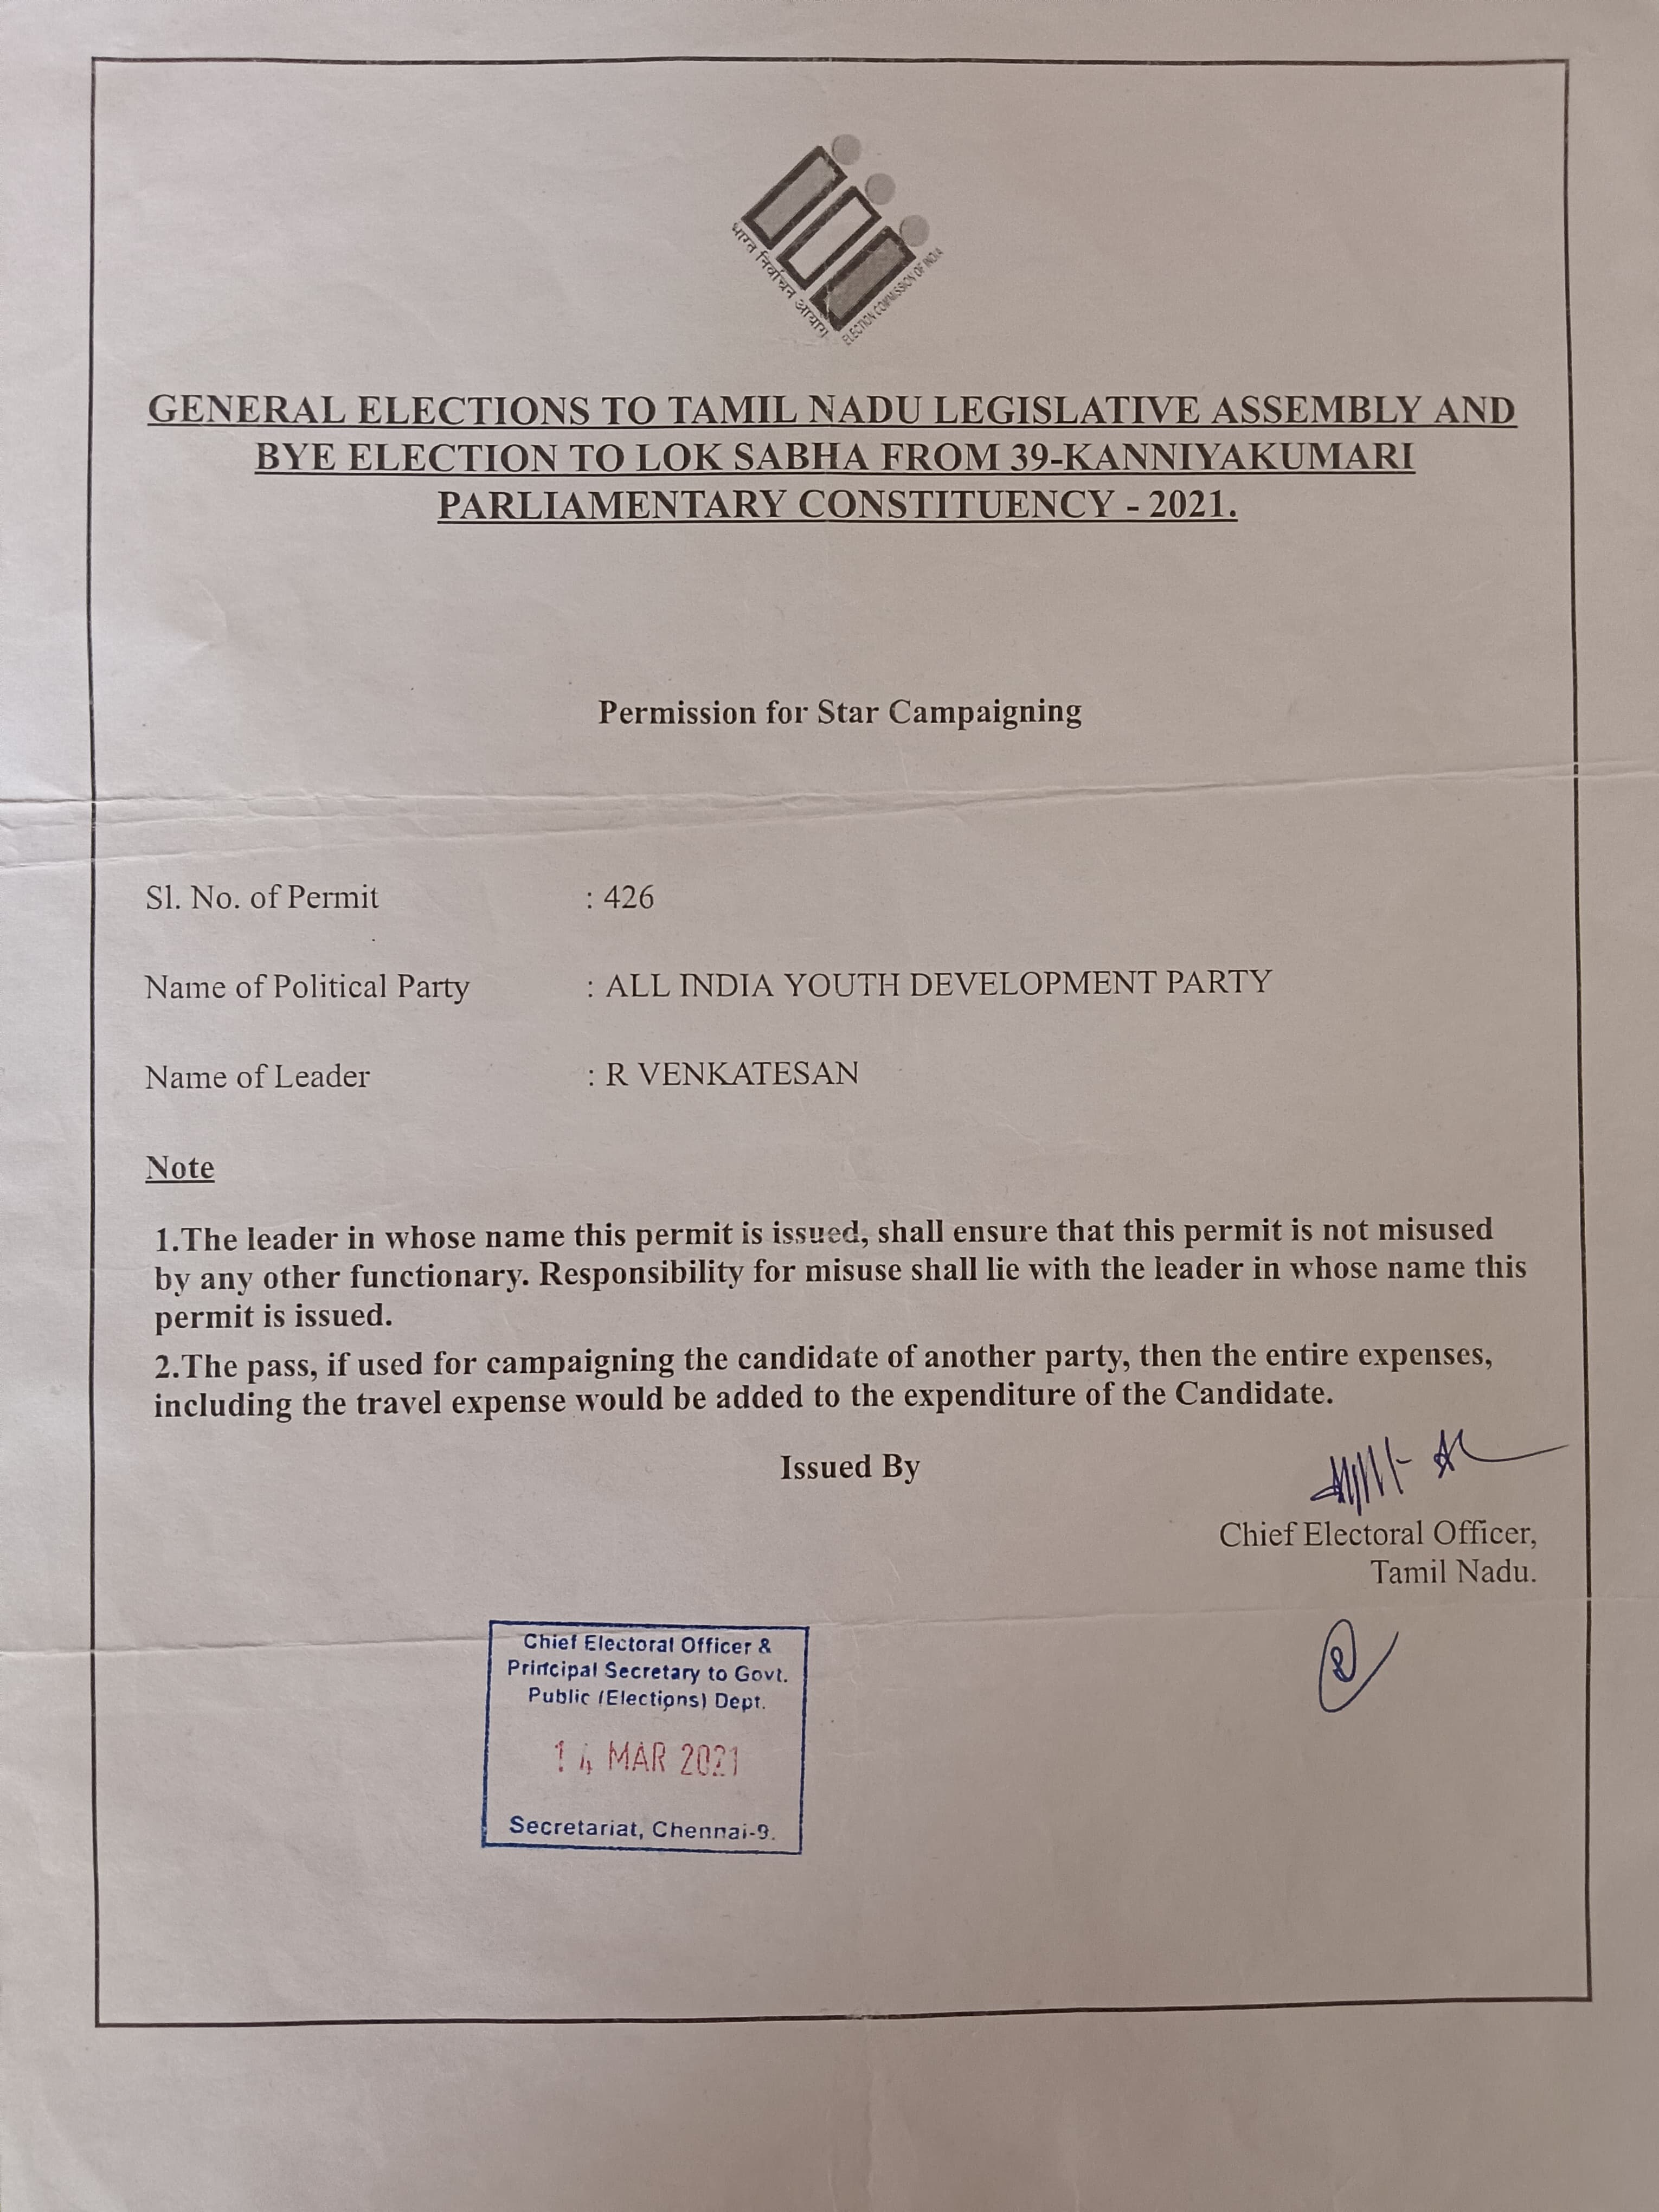 भारत निर्वाचन आयोग
ELECTION COMMISSION OF INDIA
GENERAL ELECTIONS TO TAMIL NADU LEGISLATIVE ASSEMBLY AND
BYE ELECTION TO LOK SABHA FROM 39-KANNIYAKUMARI
PARLIAMENTARY CONSTITUENCY - 2021.
Permission for Star Campaigning
Sl. No. of Permit : 426
Name of Political Party : ALL INDIA YOUTH DEVELOPMENT PARTY
Name of Leader : R VENKATESAN
Note
1.The leader in whose name this permit is issued, shall ensure that this permit is not misused
by any other functionary. Responsibility for misuse shall lie with the leader in whose name this
permit is issued.
2.The pass, if used for campaigning the candidate of another party, then the entire expenses,
including the travel expense would be added to the expenditure of the Candidate.
Issued By
Chief Electoral Officer,
Tamil Nadu.
Chief Electoral Officer &
Principal Secretary to Govt.
Public (Elections) Dept.
14 MAR 2021
Secretariat, Chennai-9.